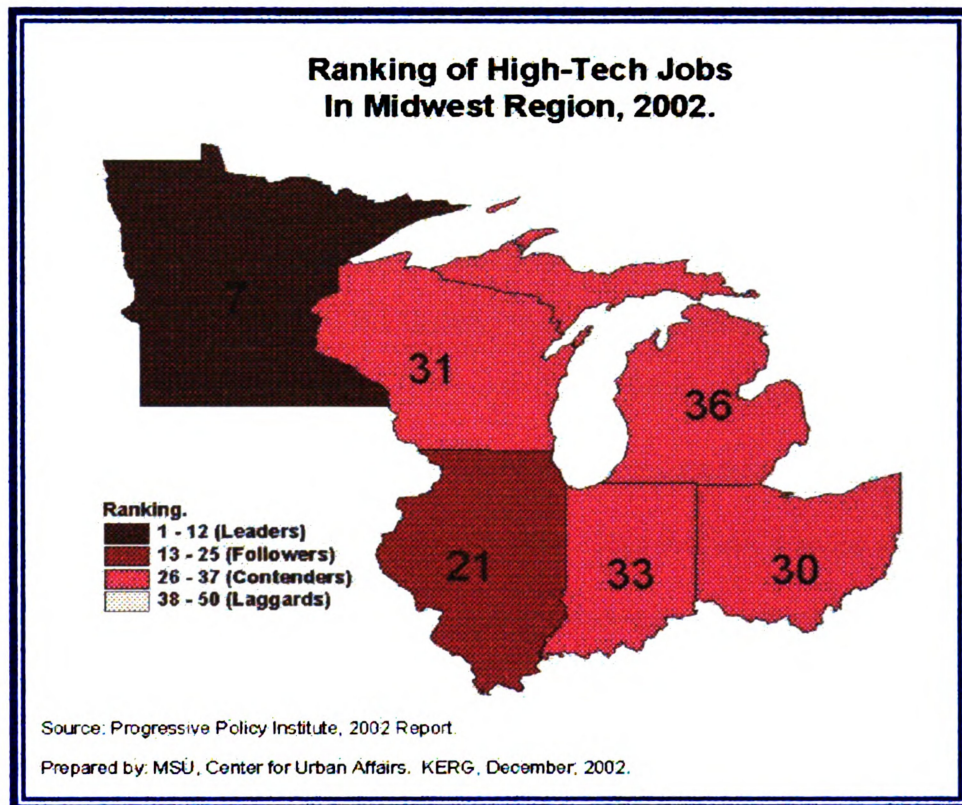 Ranking of High-Tech Jobs
In Midwest Region, 2002.
7
31
36
21
33
30
Ranking.
1 - 12 (Leaders)
13 - 25 (Followers)
26 - 37 (Contenders)
38 - 50 (Laggards)
Source: Progressive Policy Institute, 2002 Report.
Prepared by: MSU, Center for Urban Affairs. KERG, December, 2002.